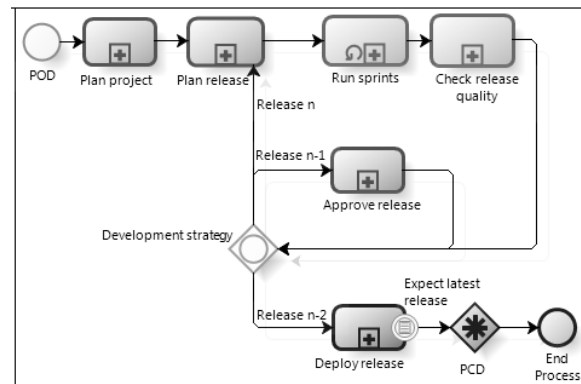 POD
Plan project
Plan release
Run sprints
Check release
quality
Release n
Release n-1
Approve release
Development strategy
Expect latest
release
Release n-2
Deploy release
PCD
End
Process